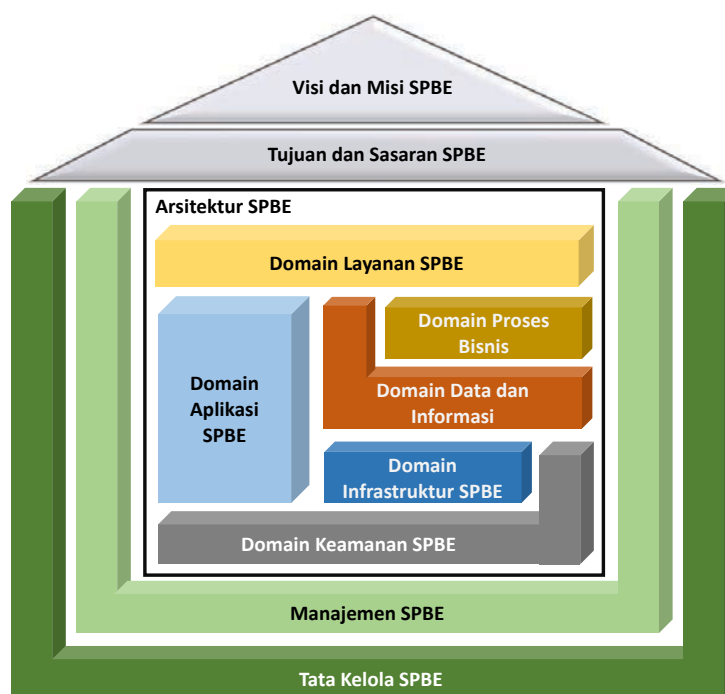 Visi dan Misi SPBE
Tujuan dan Sasaran SPBE
Arsitektur SPBE
Domain Layanan SPBE
Domain Proses
Bisnis
Domain
Aplikasi
SPBE
Domain Data dan
Informasi
Domain
Infrastruktur SPBE
Domain Keamanan SPBE
Manajemen SPBE
Tata Kelola SPBE